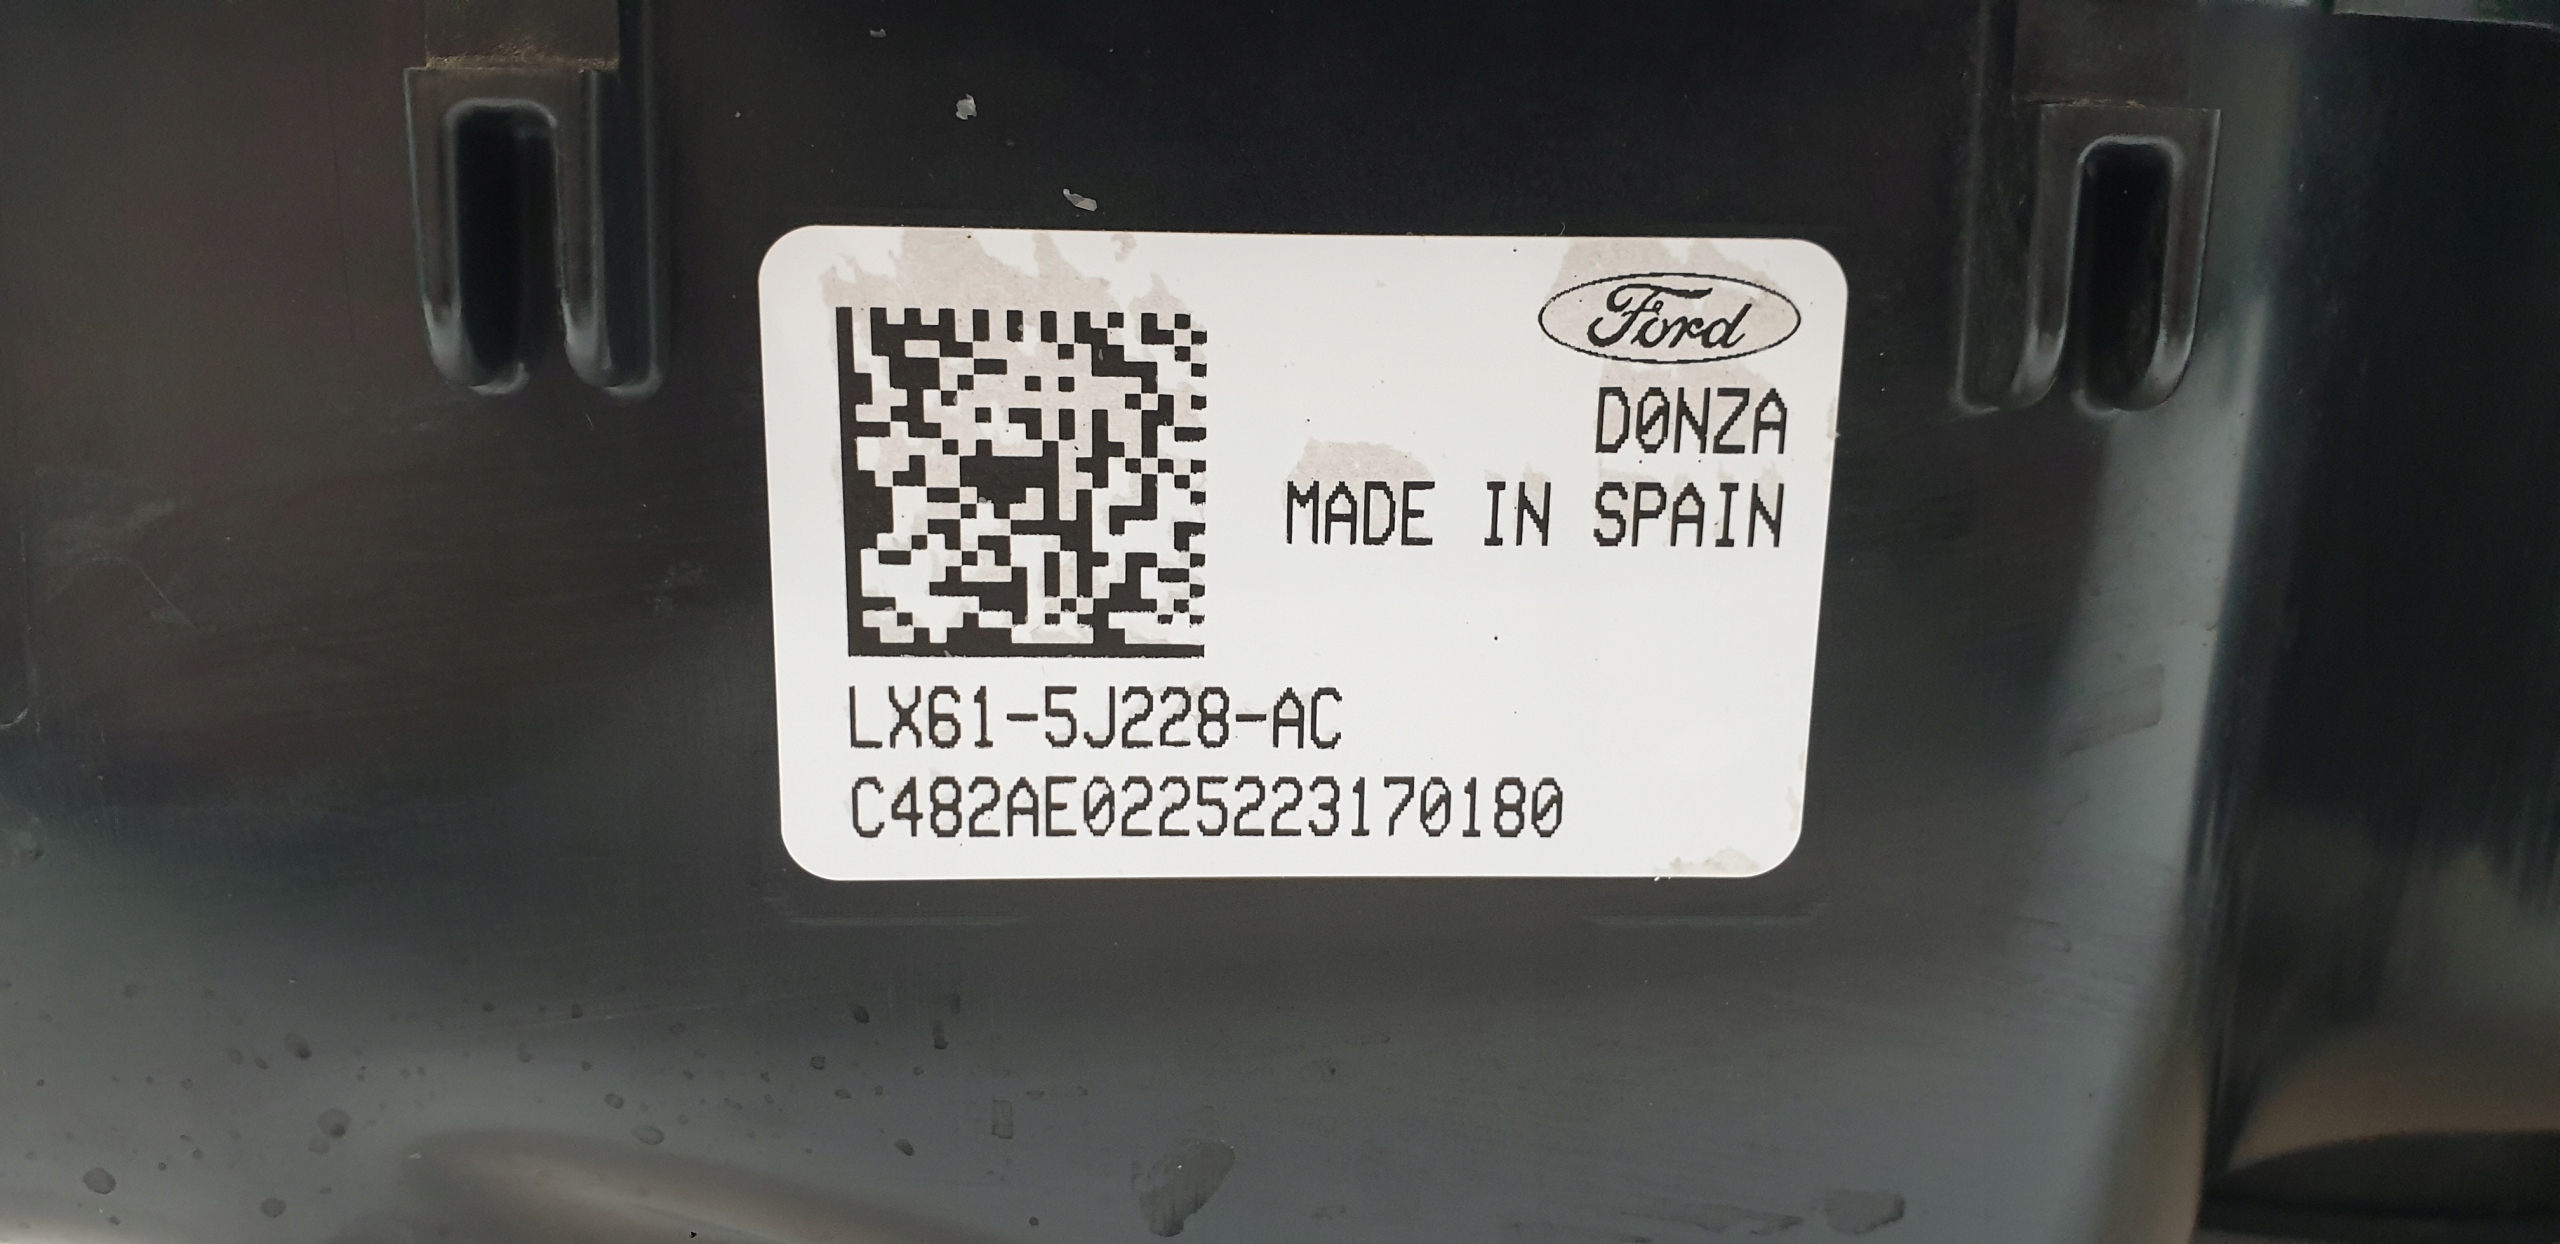 Ford
D0NZA
MADE IN SPAIN
LX61-5J228-AC
C482AE0225223170180